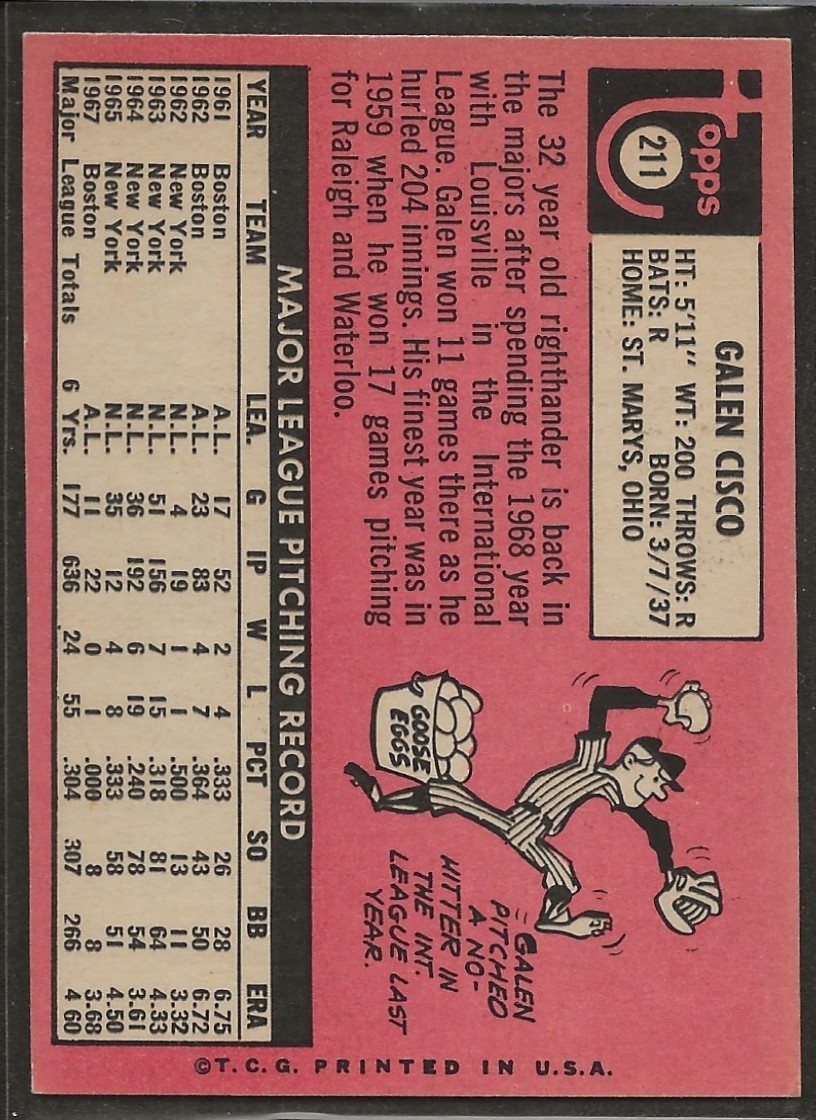 Topps
211
GALEN CISCO
HT: 5'11" WT: 200 THROWS: R
BATS: R BORN: 3/7/37
HOME: ST. MARYS, OHIO
The 32 year old righthander is back in
the majors after spending the 1968 year
with Louisville in the International
League. Galen won 11 games there as he
hurled 204 innings. His finest year was in
1959 when he won 17 games pitching
for Raleigh and Waterloo.
GOOSE
EGGS
GALEN
PITCHED
A NO-
HITTER IN
THE INT.
LEAGUE LAST
YEAR.
MAJOR LEAGUE PITCHING RECORD
YEAR TEAM LEA. G IP W L PCT SO BB ERA
1961 Boston A.L. 17 52 2 4 .333 26 28 6.75
1962 Boston A.L. 23 83 4 7 .364 43 50 6.72
1962 New York N.L. 4 19 1 1 .500 13 11 3.32
1963 New York N.L. 51 156 7 15 .318 81 64 4.33
1964 New York N.L. 36 192 6 19 .240 78 54 3.61
1965 New York N.L. 35 12 4 8 .333 58 51 4.50
1967 Boston A.L. 11 22 0 1 .000 8 8 3.68
Major League Totals 6 Yrs. 177 636 24 55 .304 307 266 4 60
©T.C.G. PRINTED IN U.S.A.